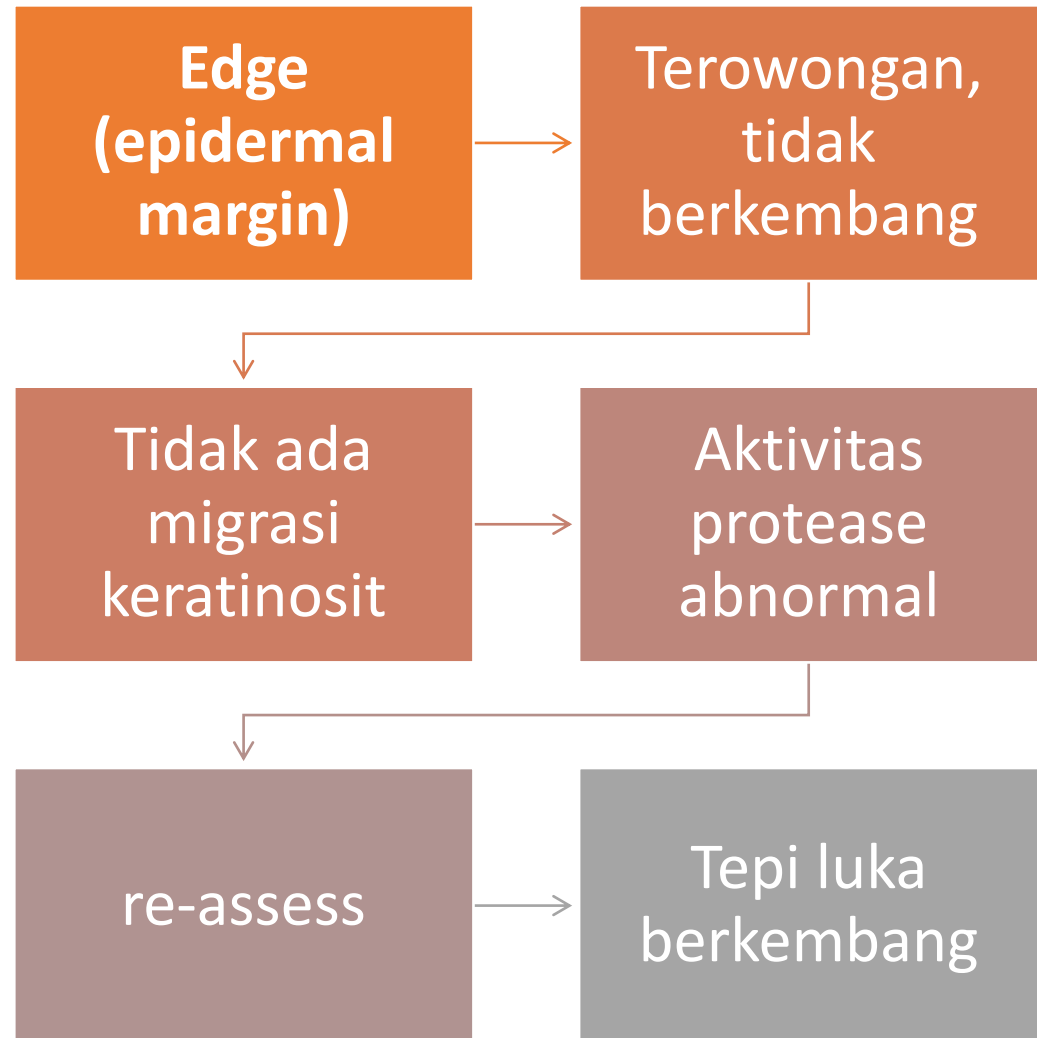 Edge
(epidermal
margin)
Terowongan,
tidak
berkembang
Tidak ada
migrasi
keratinosit
Aktivitas
protease
abnormal
re-assess
Tepi luka
berkembang